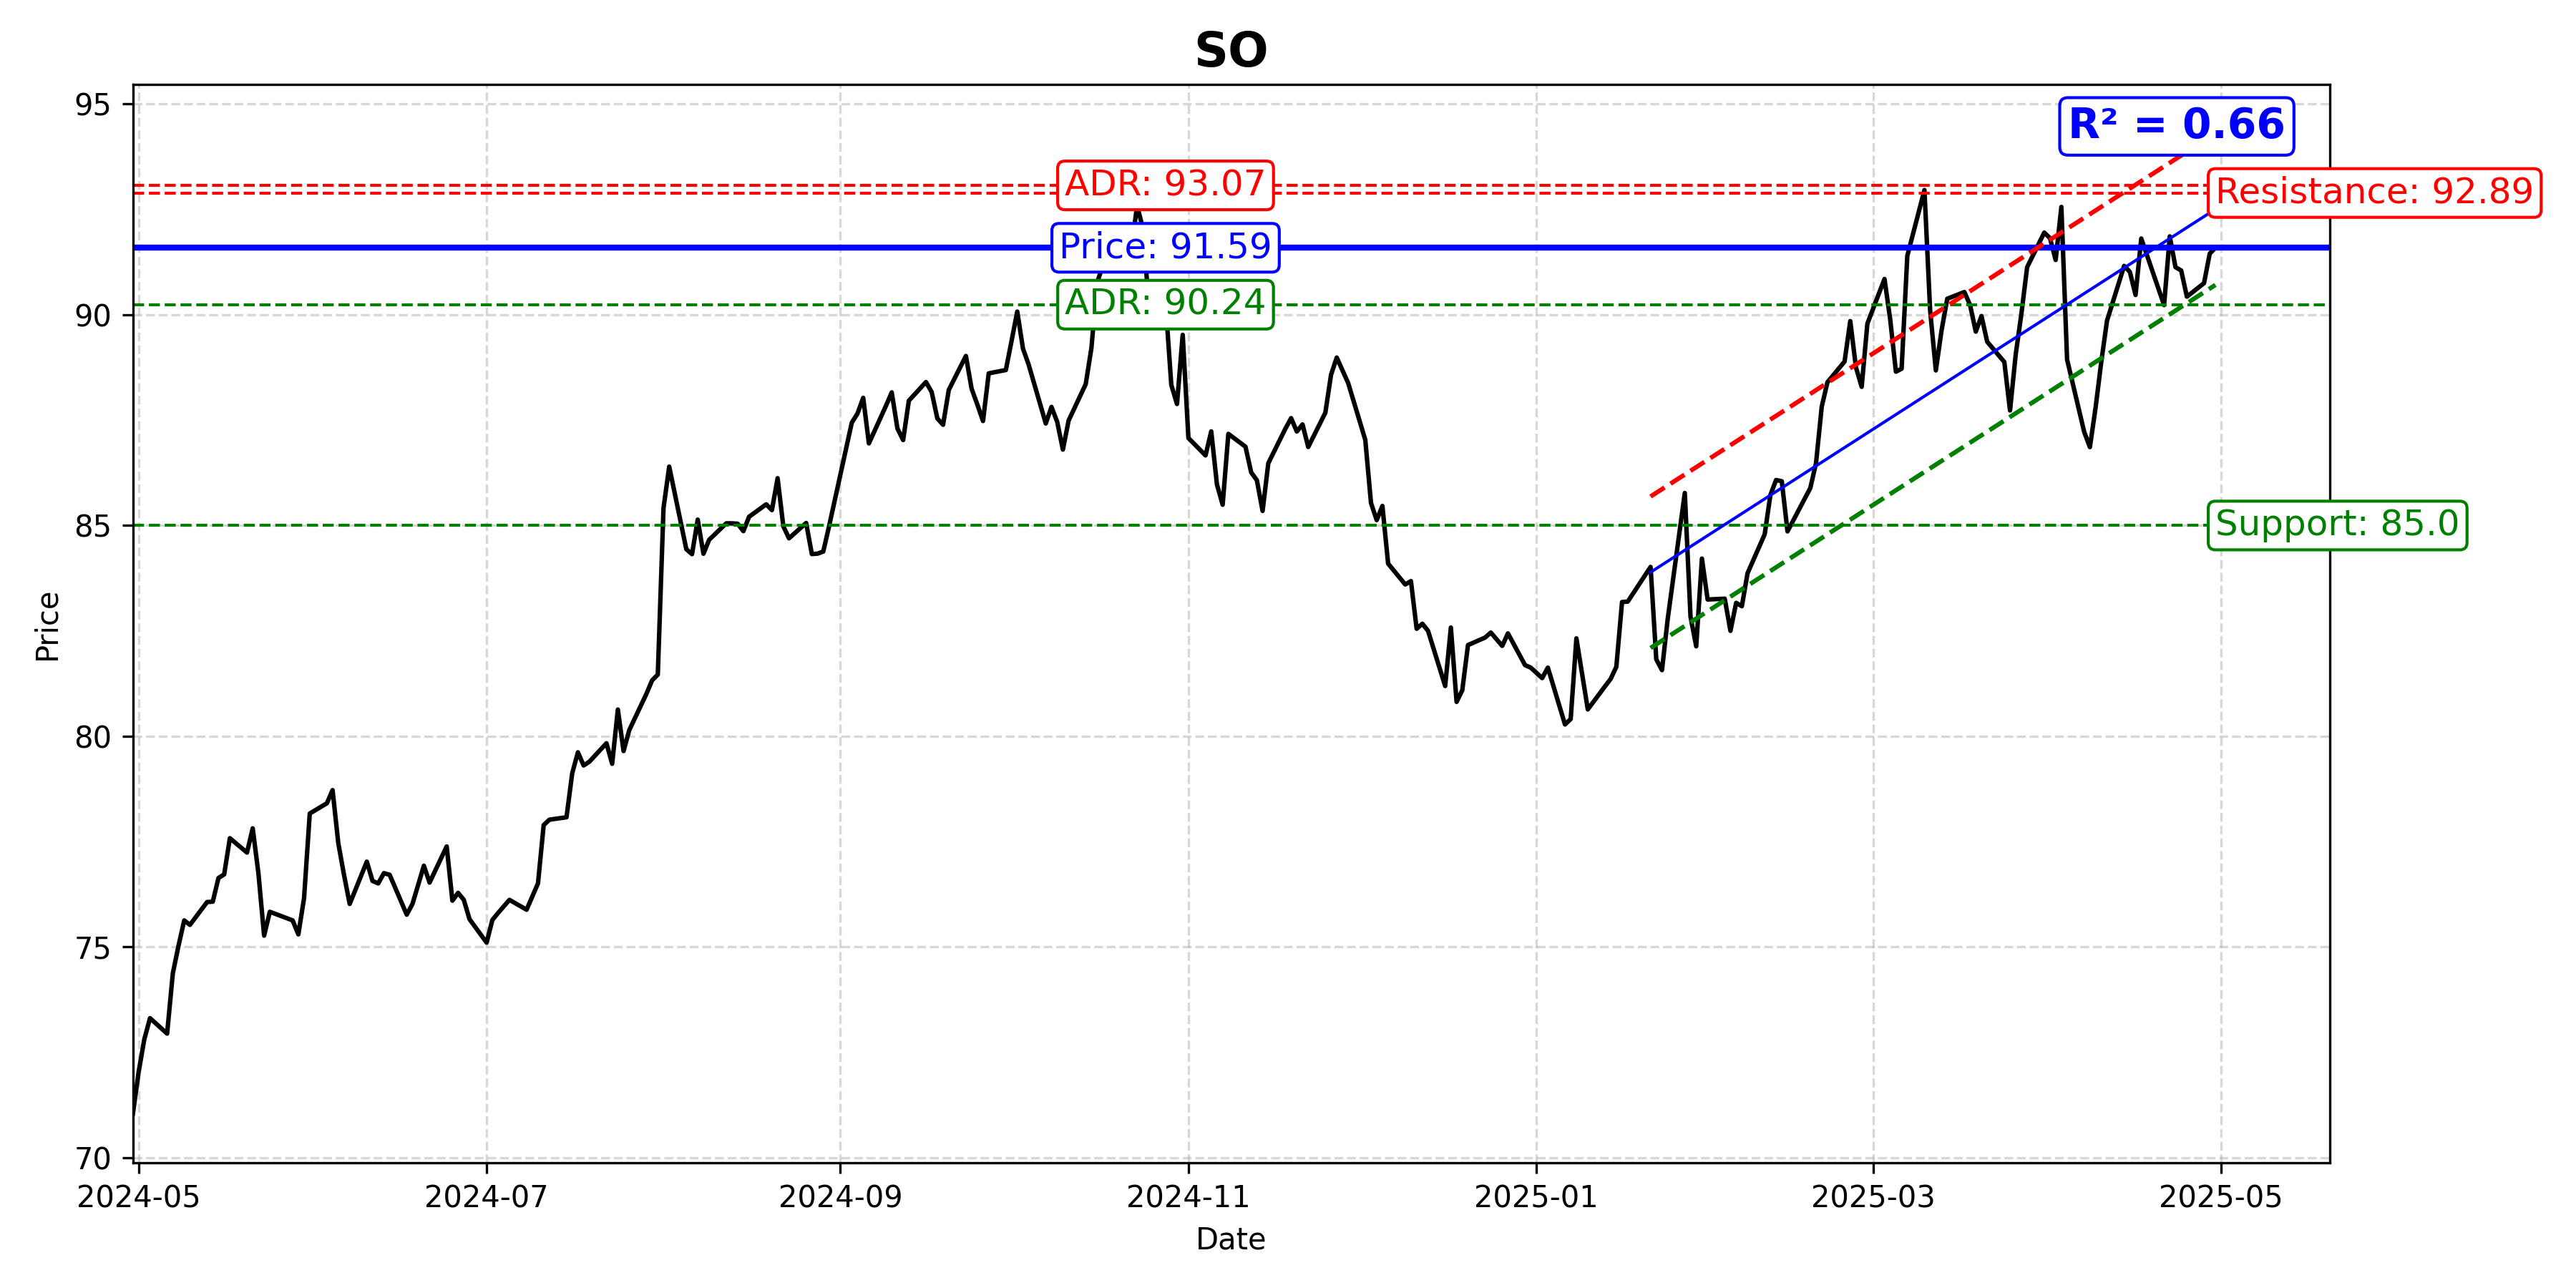 SO
95
R² = 0.66
ADR: 93.07
Resistance: 92.89
Price: 91.59
ADR: 90.24
90
85
Support: 85.0
Price
80
75
70
2024-05
2024-07
2024-09
2024-11
2025-01
2025-03
2025-05
Date